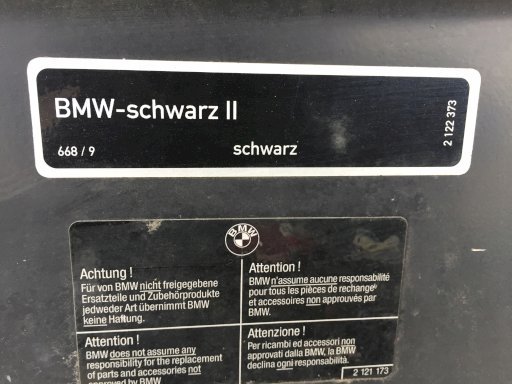 BMW-schwarz II
668 / 9
schwarz
2 122 373
BMW
Achtung !
Für von BMW nicht freigegebene
Ersatzteile und Zubehörprodukte
jedweder Art übernimmt BMW
keine Haftung.
Attention !
BMW n'assume aucune responsabilité
pour tous les pièces de rechange
et accessoires non approuvés par
BMW.
Attention !
BMW does not assume any
responsibility for the replacement
of parts and accessories not
approved by BMW
Attenzione !
Per ricambi ed accessori non
approvati dalla BMW, la BMW
declina ogni responsabilità.
2 121 173